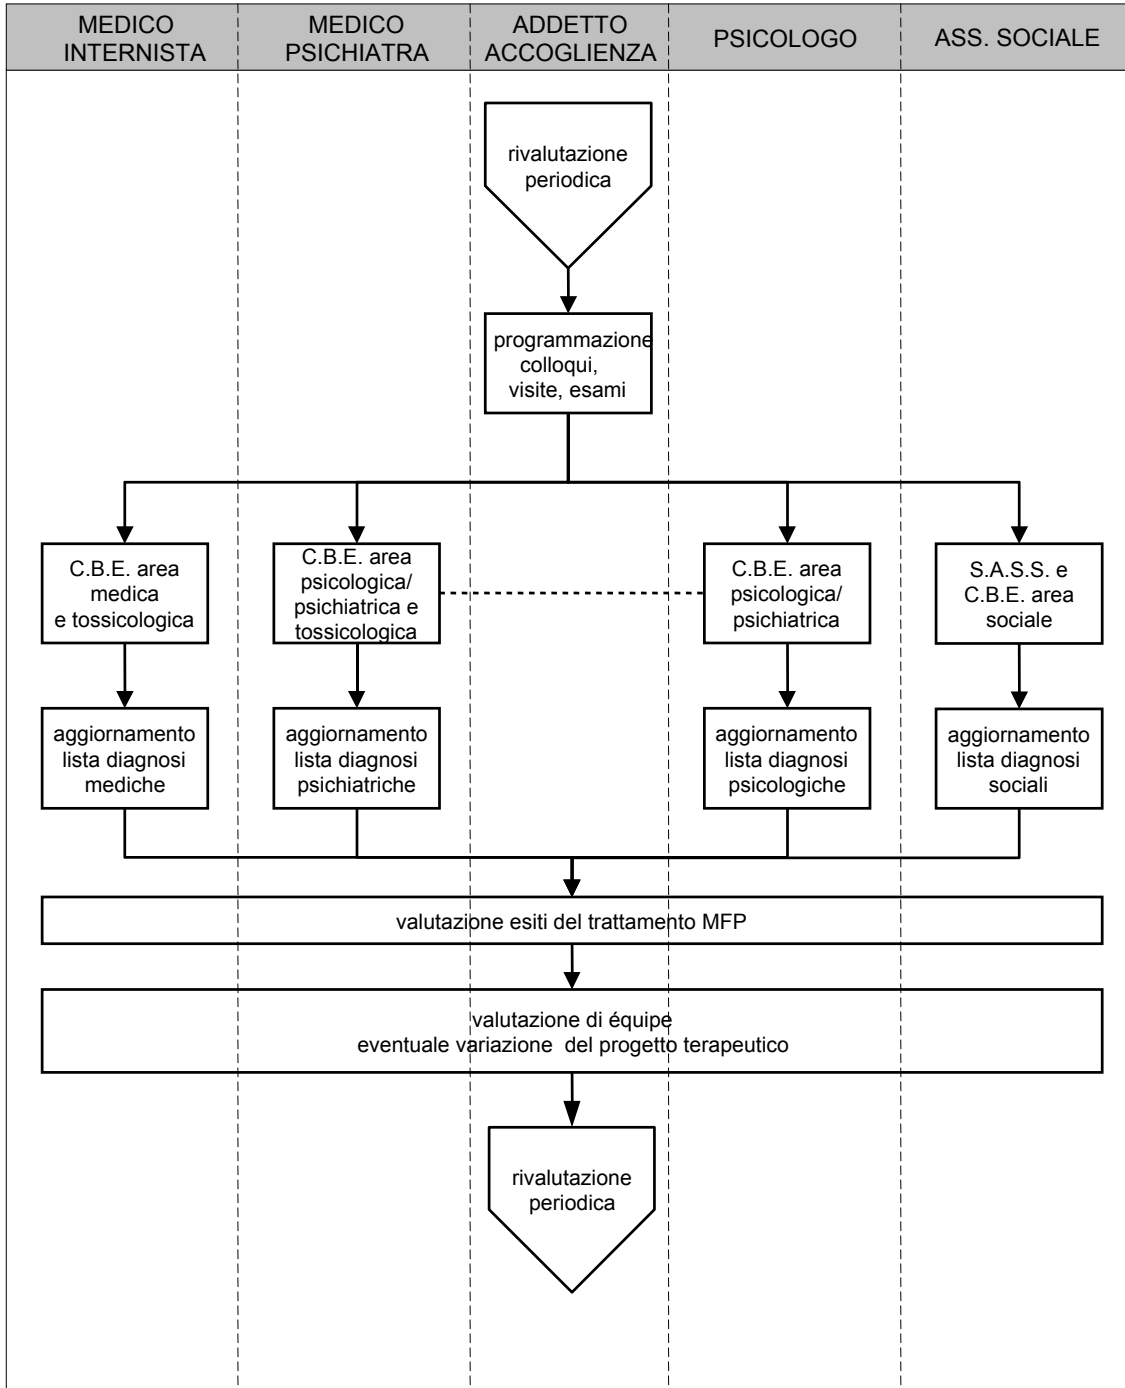 MEDICO
INTERNISTA
MEDICO
PSICHIATRA
ADDETTO
ACCOGLIENZA
PSICOLOGO
ASS. SOCIALE
rivalutazione
periodica
programmazione
colloqui,
visite, esami
C.B.E. area
medica
e tossicologica
C.B.E. area
psicologica/
psichiatrica e
tossicologica
C.B.E. area
psicologica/
psichiatrica
S.A.S.S. e
C.B.E. area
sociale
aggiornamento
lista diagnosi
mediche
aggiornamento
lista diagnosi
psichiatriche
aggiornamento
lista diagnosi
psicologiche
aggiornamento
lista diagnosi
sociali
valutazione esiti del trattamento MFP
valutazione di équipe
eventuale variazione del progetto terapeutico
rivalutazione
periodica